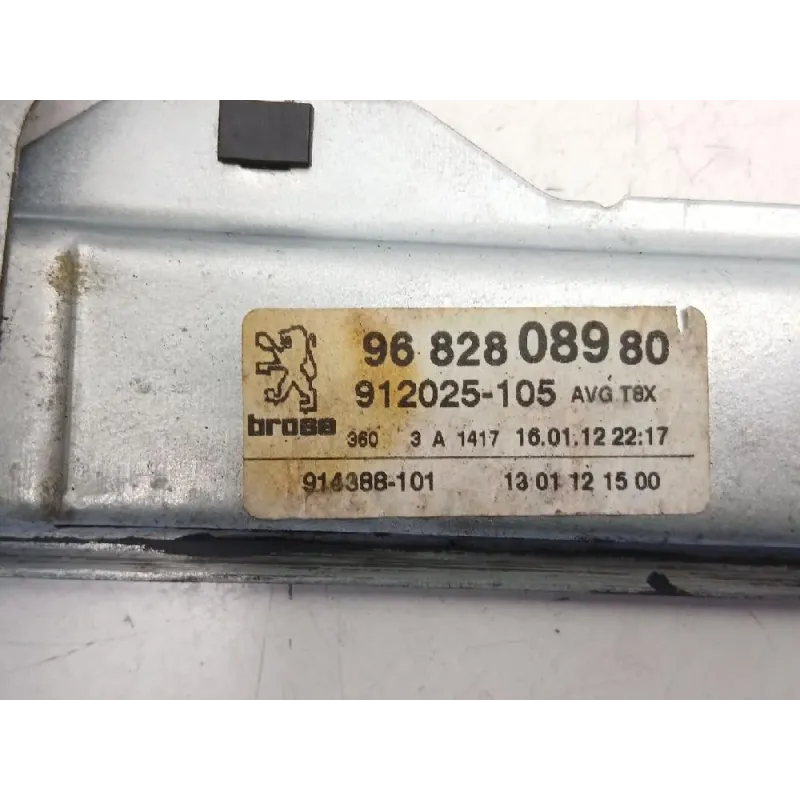 96 828 089 80
912025-105 AVG T8X
brose 360 3 A 1417 16.01.12 22:17
914388-101 13 01 12 15 00